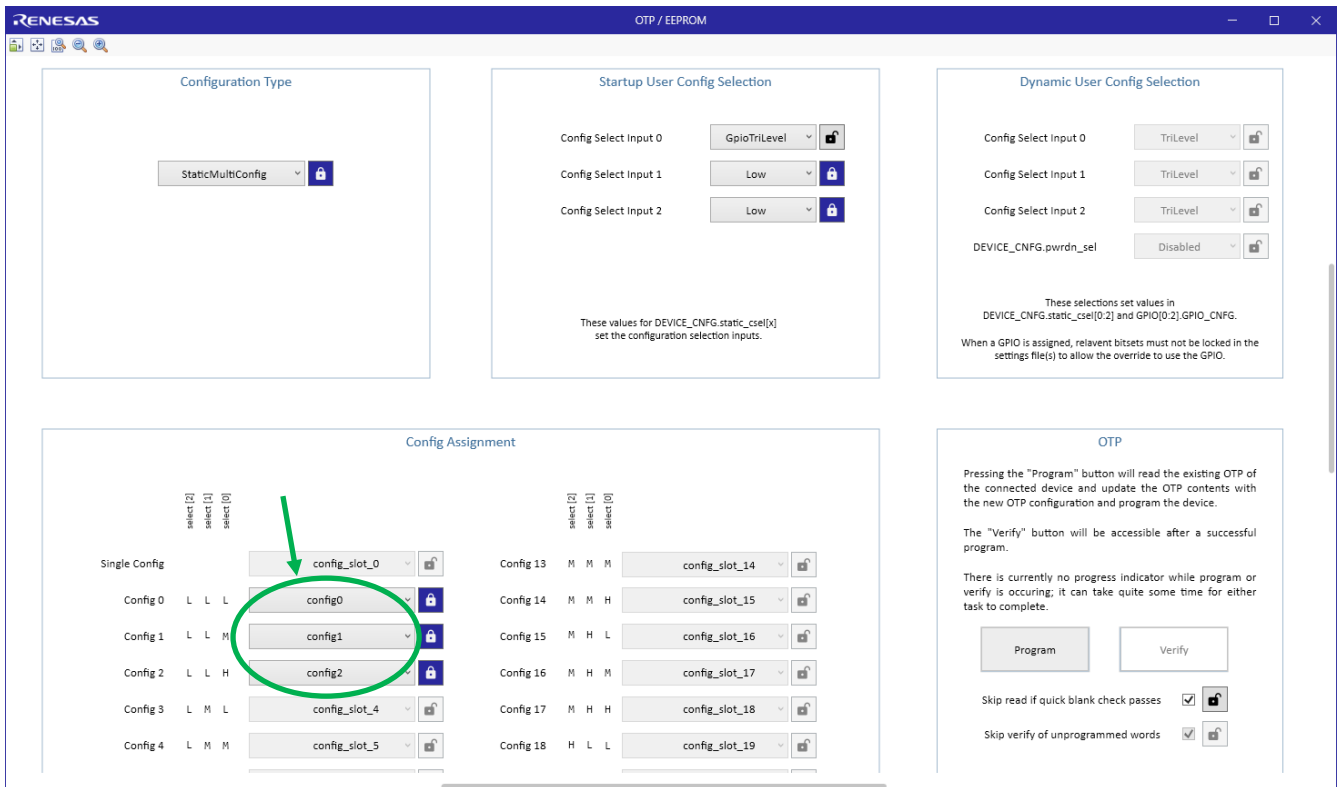 RENESAS
OTP / EEPROM
Configuration Type
StaticMultiConfig
Startup User Config Selection
Config Select Input 0 GpioTriLevel
Config Select Input 1 Low
Config Select Input 2 Low
These values for DEVICE_CNFG.static_csel[x]
set the configuration selection inputs.
Dynamic User Config Selection
Config Select Input 0 TriLevel
Config Select Input 1 TriLevel
Config Select Input 2 TriLevel
DEVICE_CNFG.pwrdn_sel Disabled
These selections set values in
DEVICE_CNFG.static_csel[0:2] and GPIO[0:2].GPIO_CNFG.
When a GPIO is assigned, relavent bitsets must not be locked in the
settings file(s) to allow the override to use the GPIO.
Config Assignment
select [2] select [1] select [0]
Single Config config_slot_0
Config 0 L L L config0
Config 1 L L M config1
Config 2 L L H config2
Config 3 L M L config_slot_4
Config 4 L M M config_slot_5
select [2] select [1] select [0]
Config 13 M M M config_slot_14
Config 14 M M H config_slot_15
Config 15 M H L config_slot_16
Config 16 M H M config_slot_17
Config 17 M H H config_slot_18
Config 18 H L L config_slot_19
OTP
Pressing the "Program" button will read the existing OTP of
the connected device and update the OTP contents with
the new OTP configuration and program the device.
The "Verify" button will be accessible after a successful
program.
There is currently no progress indicator while program or
verify is occuring; it can take quite some time for either
task to complete.
Program Verify
Skip read if quick blank check passes
Skip verify of unprogrammed words